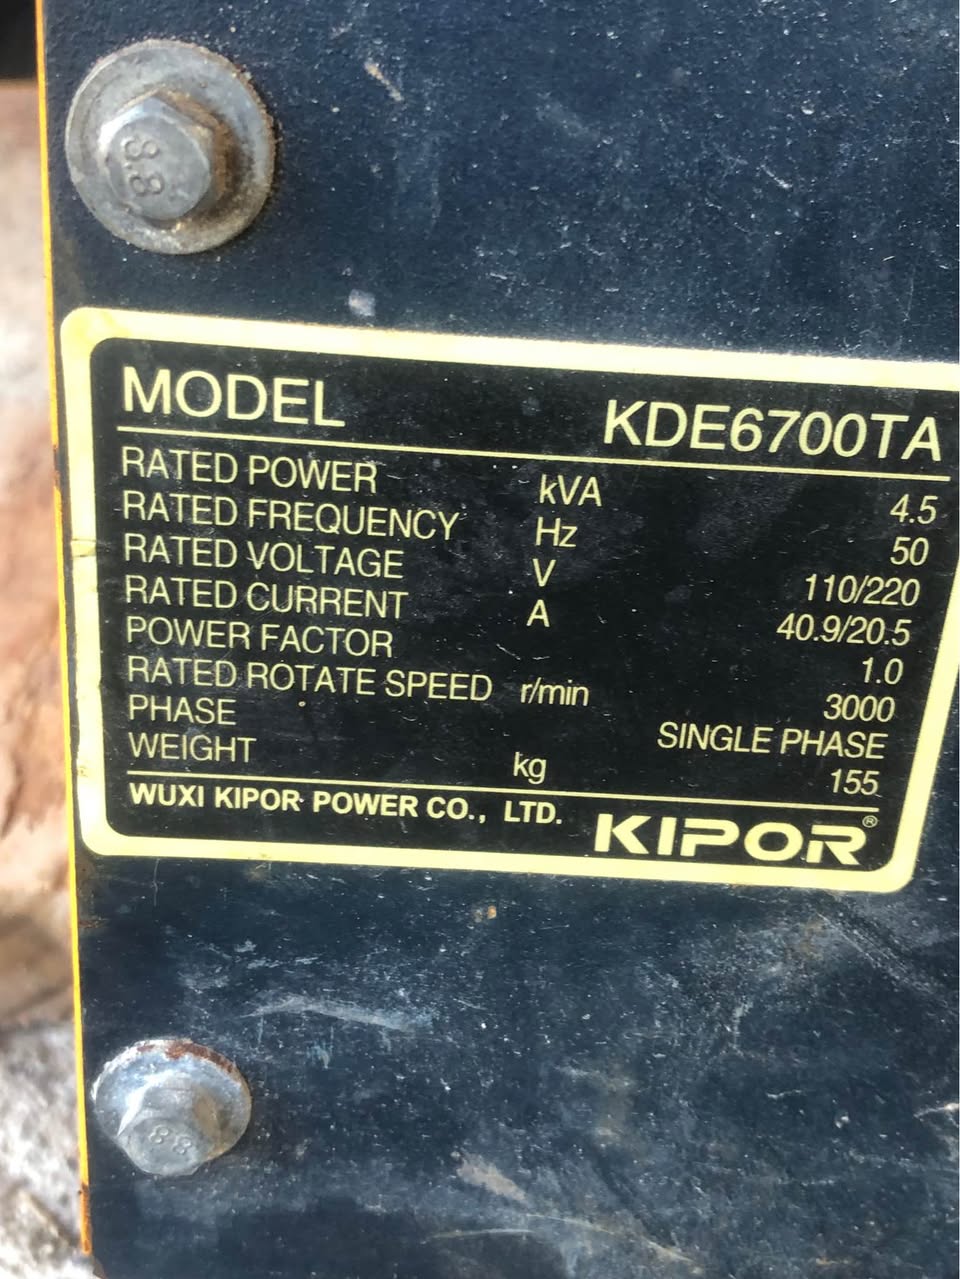 8.8
MODEL KDE6700TA
RATED POWER kVA 4.5
RATED FREQUENCY Hz 50
RATED VOLTAGE V 110/220
RATED CURRENT A 40.9/20.5
POWER FACTOR 1.0
RATED ROTATE SPEED r/min 3000
PHASE SINGLE PHASE
WEIGHT kg 155
WUXI KIPOR POWER CO., LTD. KIPOR®
8.8